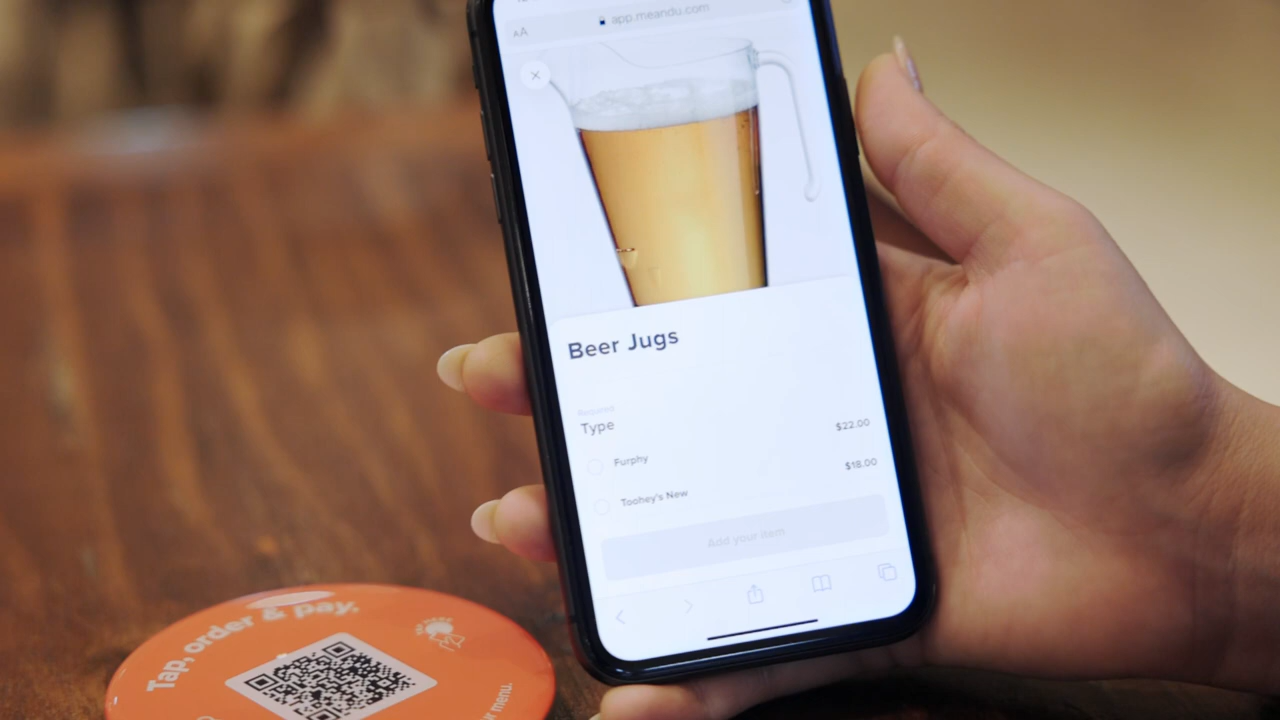 AA
app.meandu.com
Beer Jugs
Required
Type
Furphy $22.00
Toohey's New $18.00
Add your item
Tap, order & pay.
menu.